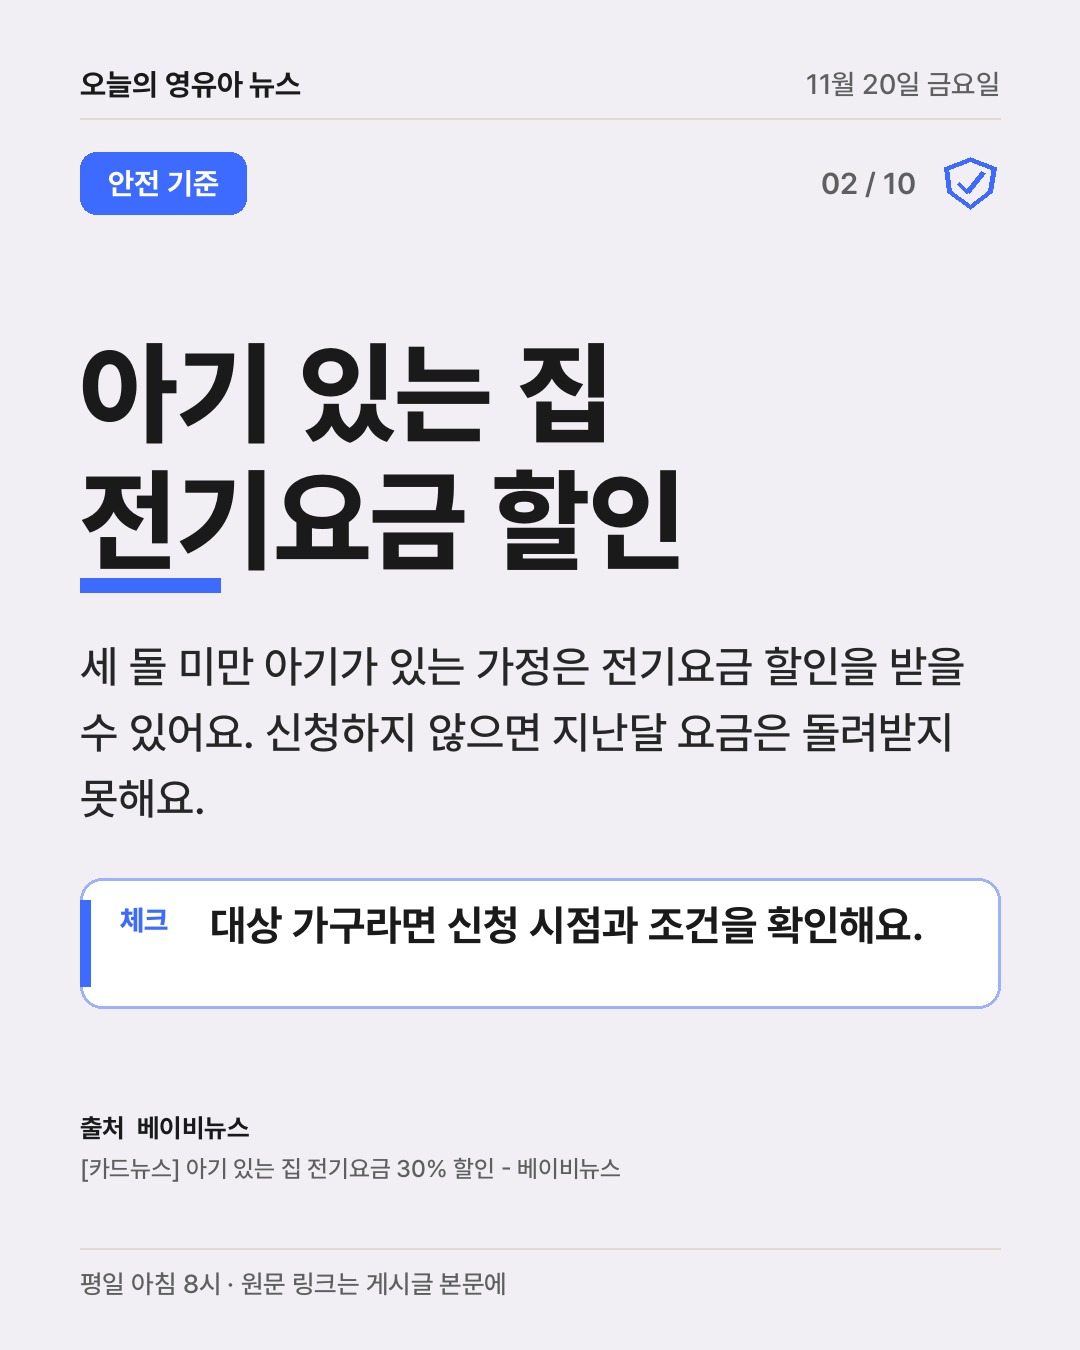 오늘의 영유아 뉴스
11월 20일 금요일
안전 기준
02 / 10
아기 있는 집
전기요금 할인
세 돌 미만 아기가 있는 가정은 전기요금 할인을 받을
수 있어요. 신청하지 않으면 지난달 요금은 돌려받지
못해요.
체크 대상 가구라면 신청 시점과 조건을 확인해요.
출처 베이비뉴스
[카드뉴스] 아기 있는 집 전기요금 30% 할인 - 베이비뉴스
평일 아침 8시 · 원문 링크는 게시글 본문에